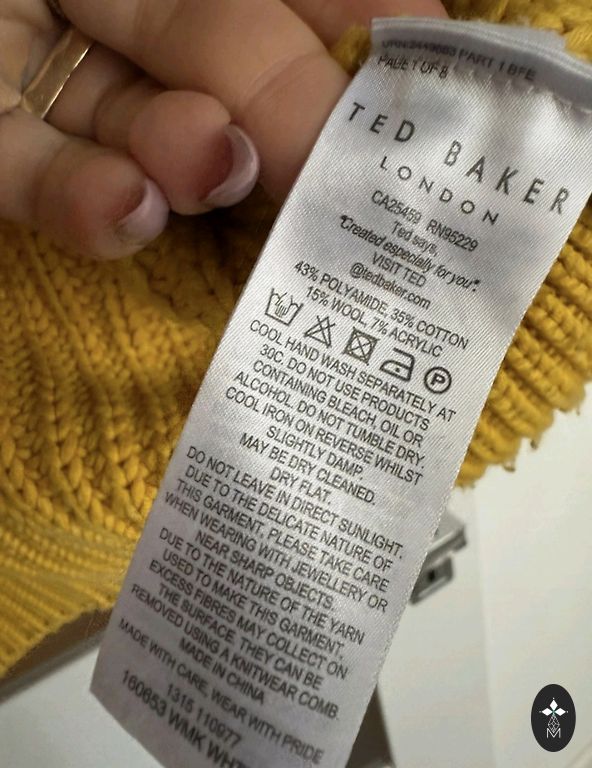 URN:2449663 PART 1 BFE
PAGE 1 OF 8
TED BAKER
LONDON
CA25459 RN95229
Ted says,
"Created especially for you".
VISIT TED
@tedbaker.com
43% POLYAMIDE, 35% COTTON
15% WOOL 7% ACRYLIC
P
COOL HAND WASH SEPARATELY AT
30C. DO NOT USE PRODUCTS
CONTAINING BLEACH, OIL OR
ALCOHOL. DO NOT TUMBLE DRY.
COOL IRON ON REVERSE WHILST
SLIGHTLY DAMP.
MAY BE DRY CLEANED.
DRY FLAT.
DO NOT LEAVE IN DIRECT SUNLIGHT.
DUE TO THE DELICATE NATURE OF
THIS GARMENT, PLEASE TAKE CARE
WHEN WEARING WITH JEWELLERY OR
NEAR SHARP OBJECTS.
DUE TO THE NATURE OF THE YARN
USED TO MAKE THIS GARMENT,
EXCESS FIBRES MAY COLLECT ON
THE SURFACE, THEY CAN BE
REMOVED USING A KNITWEAR COMB.
MADE IN CHINA
MADE WITH CARE, WEAR WITH PRIDE
1315 110977
160653 WMK
M